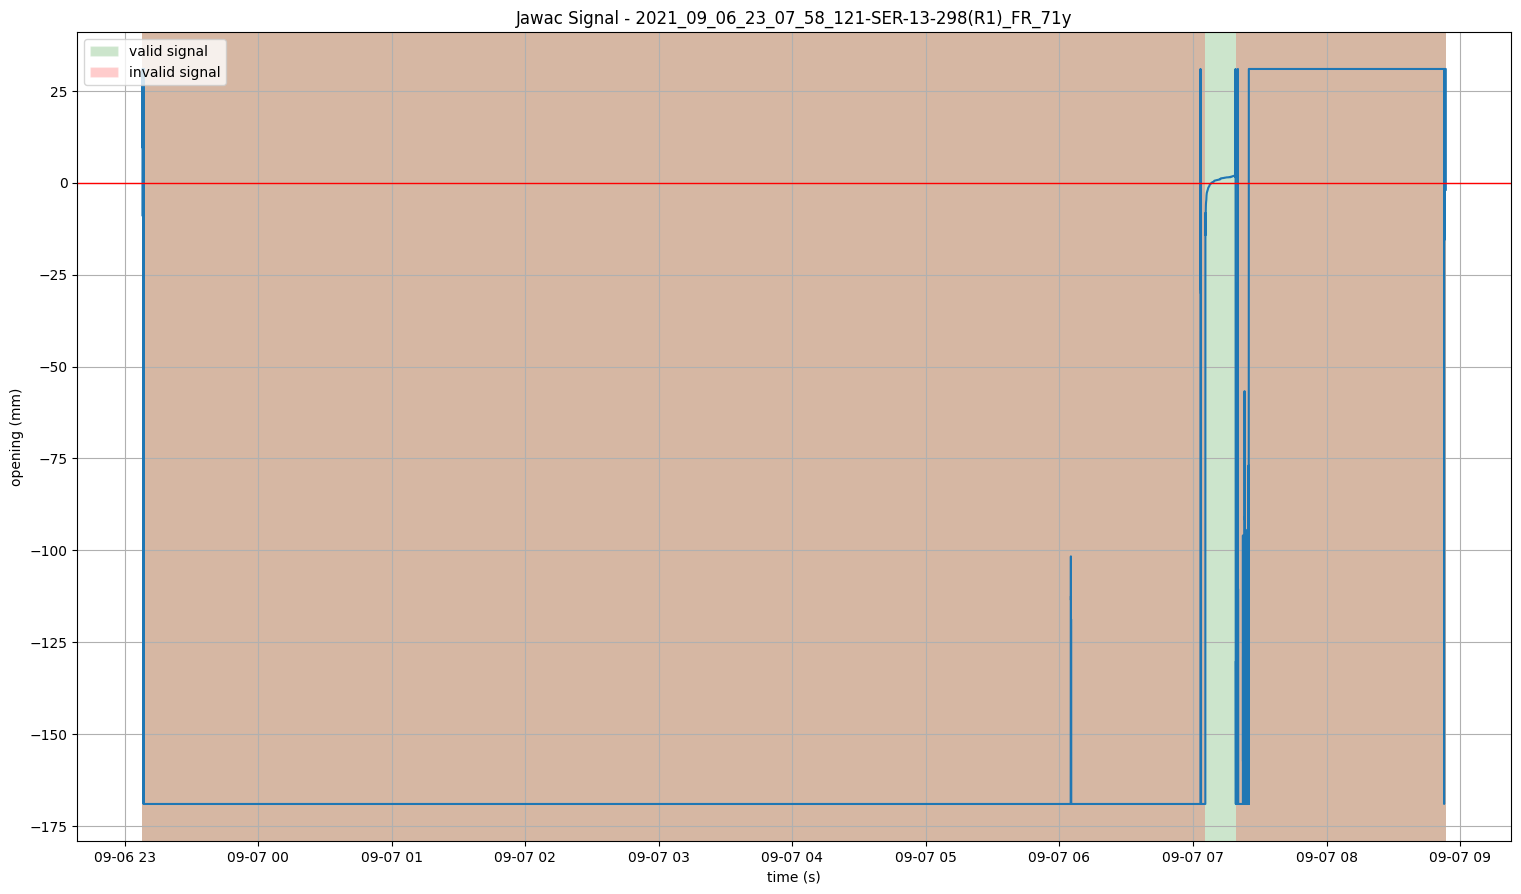 Jawac Signal - 2021_09_06_23_07_58_121-SER-13-298(R1)_FR_71y
valid signal
invalid signal
25
0
−25
−50
−75
−100
−125
−150
−175
opening (mm)
09-06 23 09-07 00 09-07 01 09-07 02 09-07 03 09-07 04 09-07 05 09-07 06 09-07 07 09-07 08 09-07 09
time (s)